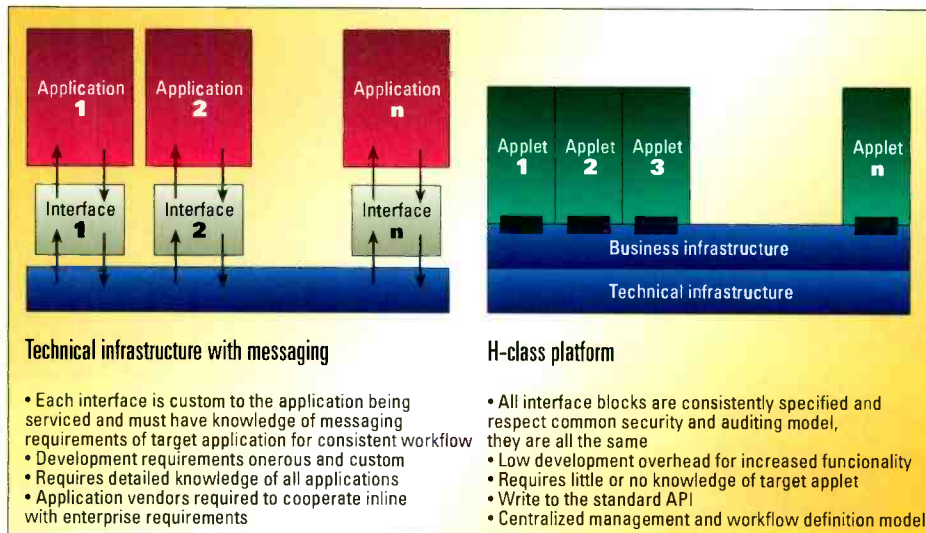 Application
1
Application
2
Application
n
Interface
1
Interface
2
Interface
n
Applet
1
Applet
2
Applet
3
Applet
n
Business infrastructure
Technical infrastructure
Technical infrastructure with messaging
• Each interface is custom to the application being
serviced and must have knowledge of messaging
requirements of target application for consistent workflow
• Development requirements onerous and custom
• Requires detailed knowledge of all applications
• Application vendors required to cooperate inline
with enterprise requirements
H-class platform
• All interface blocks are consistently specified and
respect common security and auditing model,
they are all the same
• Low development overhead for increased funcionality
• Requires little or no knowledge of target applet
• Write to the standard API
• Centralized management and workflow definition model